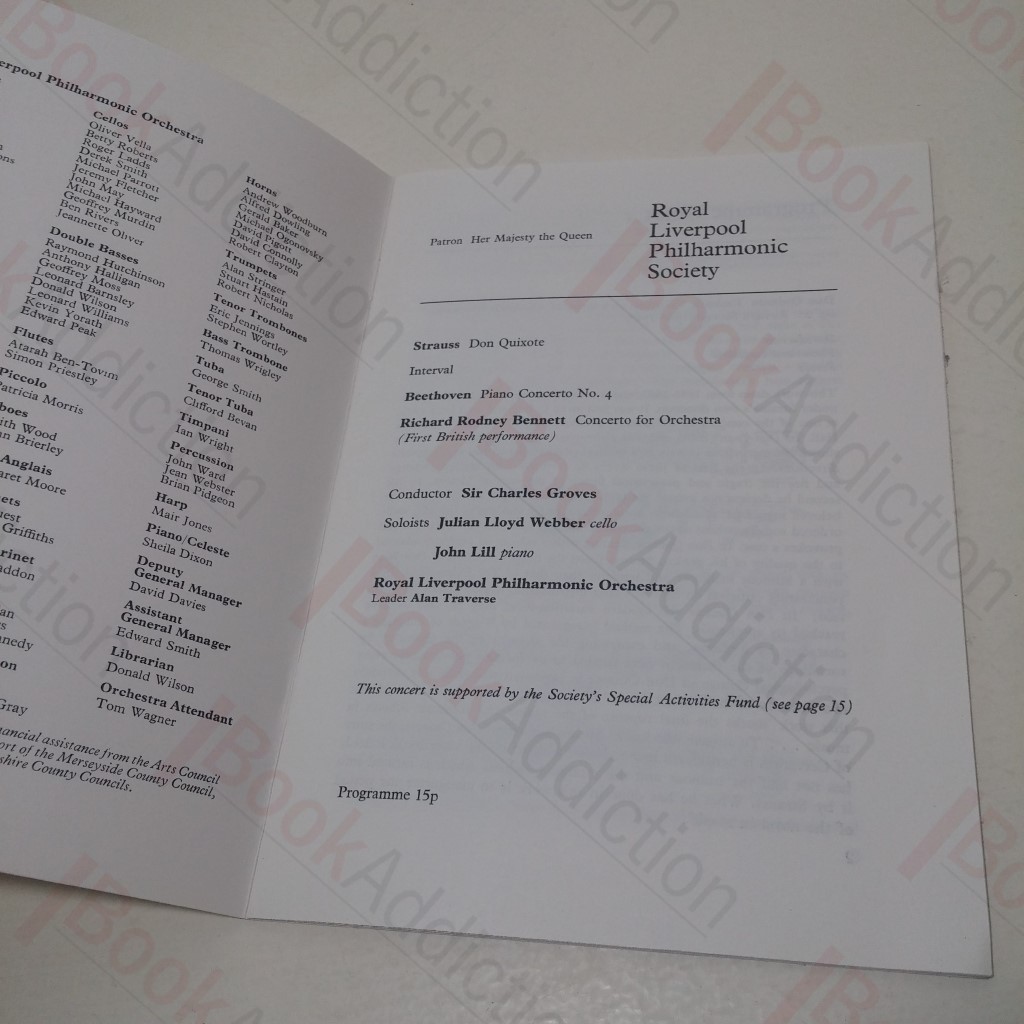 erpool Philharmonic Orchestra
ons
boes
ith Wood
n Brierley
Anglais
aret Moore
ets
uest
Griffiths
rinet
addon
an
s
nnedy
on
Gray
Cellos
Oliver Vella
Betty Roberts
Roger Ladds
Derek Smith
Michael Parrott
Jeremy Fletcher
John May
Michael Hayward
Geoffrey Murdin
Ben Rivers
Jeannette Oliver
Double Basses
Raymond Hutchinson
Anthony Halligan
Geoffrey Moss
Leonard Barnsley
Donald Wilson
Leonard Williams
Kevin Yorath
Edward Peak
Flutes
Atarah Ben-Tovim
Simon Priestley
Piccolo
Patricia Morris
Horns
Andrew Woodburn
Alfred Dowling
Gerald Baker
Michael Ogonovsky
David Pigott
David Connolly
Robert Clayton
Trumpets
Alan Stringer
Stuart Hastain
Robert Nicholas
Tenor Trombones
Eric Jennings
Stephen Wortley
Bass Trombone
Thomas Wrigley
Tuba
George Smith
Tenor Tuba
Clifford Bevan
Timpani
Ian Wright
Percussion
John Ward
Jean Webster
Brian Pidgeon
Harp
Mair Jones
Piano/Celeste
Sheila Dixon
Deputy
General Manager
David Davies
Assistant
General Manager
Edward Smith
Librarian
Donald Wilson
Orchestra Attendant
Tom Wagner
nancial assistance from the Arts Council
ort of the Merseyside County Council,
shire County Councils.
Patron Her Majesty the Queen
Royal
Liverpool
Philharmonic
Society
Strauss Don Quixote
Interval
Beethoven Piano Concerto No. 4
Richard Rodney Bennett Concerto for Orchestra
(First British performance)
Conductor Sir Charles Groves
Soloists Julian Lloyd Webber cello
John Lill piano
Royal Liverpool Philharmonic Orchestra
Leader Alan Traverse
This concert is supported by the Society's Special Activities Fund (see page 15)
Programme 15p
BookAddiction